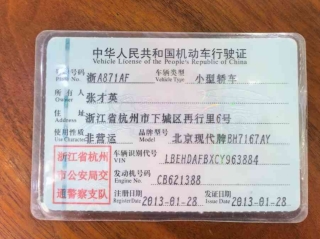 中华人民共和国机动车行驶证
Vehicle License of the People's Republic of China
号牌号码 浙A871AF 车辆类型 小型轿车
Plate No. Vehicle Type
所有人 张才英
Owner
住址 浙江省杭州市下城区再行里6号
Address
使用性质 非营运 品牌型号 北京现代牌BH7167AY
Use Character Model
浙江省杭州
市公安局交
通警察支队
车辆识别代号 LBEHDAFBXCY963884
VIN
发动机号码 CB621388
Engine No.
注册日期 2013-01-28 发证日期 2013-01-28
Register Date Issue Date